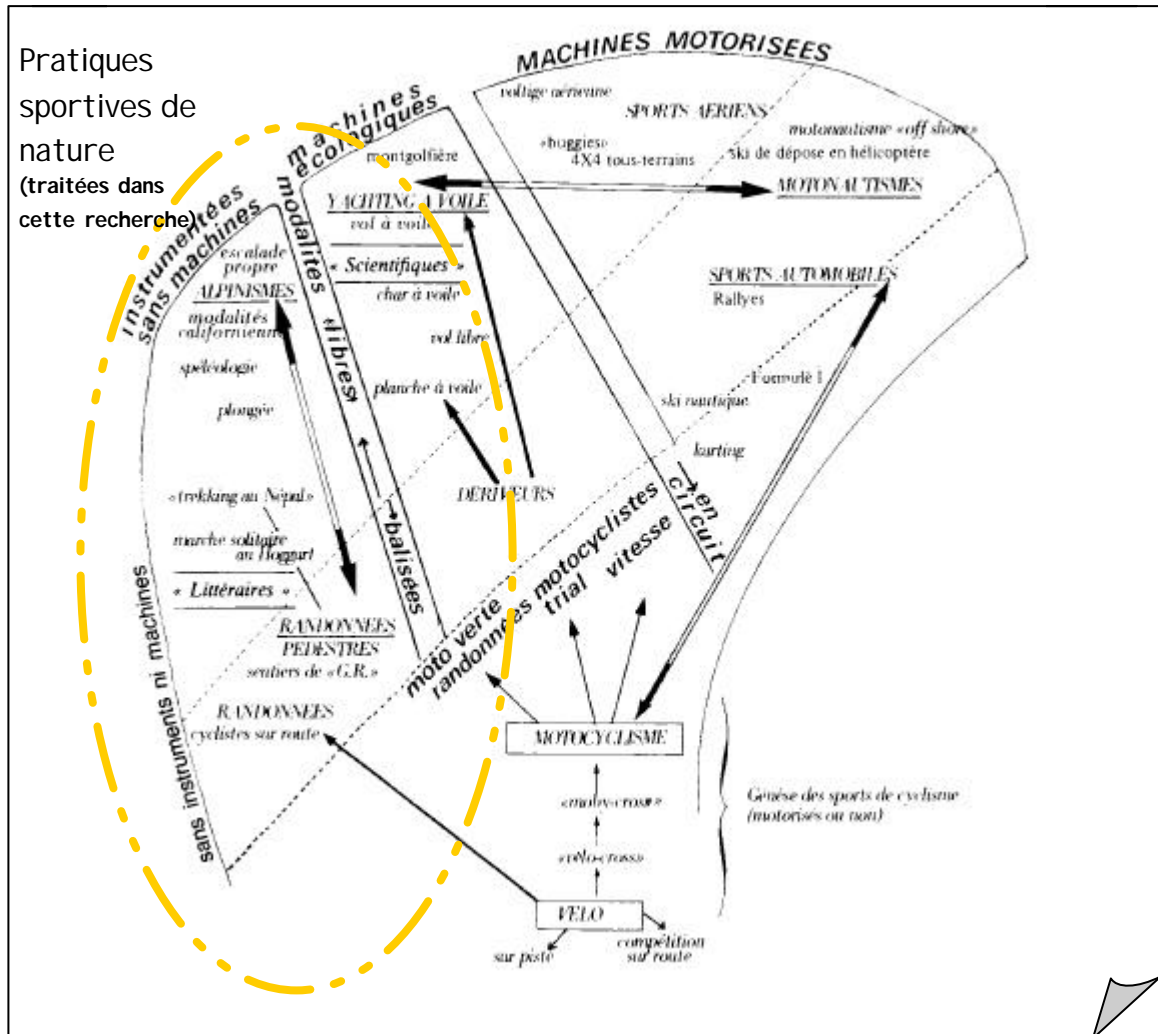 Pratiques
sportives de
nature
(traitées dans
cette recherche)
MACHINES MOTORISEES
voltige aérienne
SPORTS AERIENS
«buggies»
4X4 tous-terrains
motonautisme «off shore»
ski de dépose en hélicoptère
MOTONAUTISMES
SPORTS AUTOMOBILES
Rallyes
Formule I
ski nautique
karting
en
circuit
machines
écologiques
montgolfière
YACHTING A VOILE
vol à voile
« Scientifiques »
char à voile
vol libre
planche à voile
DÉRIVEURS
modalités «libres»
balisées
instrumentées
sans machines
escalade
propre
ALPINISMES
modalités
californienne
spéléologie
plongée
«trekking au Népal»
marche solitaire
au Hoggart
« Littéraires »
RANDONNEES
PÉDESTRES
sentiers de «G.R.»
RANDONNEES
cyclistes sur route
sans instruments ni machines
moto verte
randonnées motocyclistes
trial vitesse
MOTOCYCLISME
«moby-cross»
«vélo-cross»
VELO
sur piste
compétition
sur route
Genèse des sports de cyclisme
(motorisés ou non)